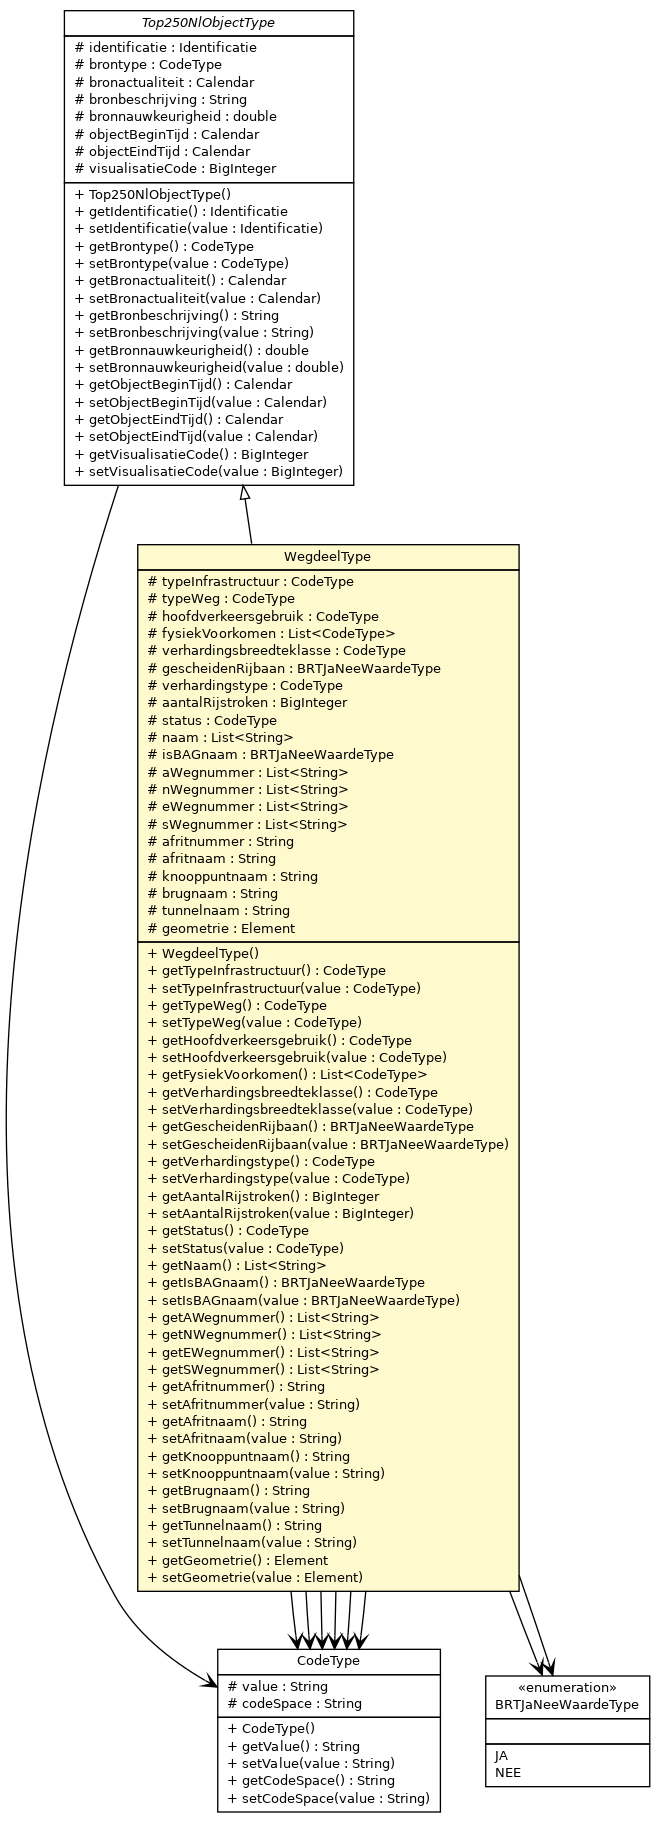 Top250NlObjectType
# identificatie : Identificatie
# brontype : CodeType
# bronactualiteit : Calendar
# bronbeschrijving : String
# bronnauwkeurigheid : double
# objectBeginTijd : Calendar
# objectEindTijd : Calendar
# visualisatieCode : BigInteger
+ Top250NlObjectType()
+ getIdentificatie() : Identificatie
+ setIdentificatie(value : Identificatie)
+ getBrontype() : CodeType
+ setBrontype(value : CodeType)
+ getBronactualiteit() : Calendar
+ setBronactualiteit(value : Calendar)
+ getBronbeschrijving() : String
+ setBronbeschrijving(value : String)
+ getBronnauwkeurigheid() : double
+ setBronnauwkeurigheid(value : double)
+ getObjectBeginTijd() : Calendar
+ setObjectBeginTijd(value : Calendar)
+ getObjectEindTijd() : Calendar
+ setObjectEindTijd(value : Calendar)
+ getVisualisatieCode() : BigInteger
+ setVisualisatieCode(value : BigInteger)
WegdeelType
# typeInfrastructuur : CodeType
# typeWeg : CodeType
# hoofdverkeersgebruik : CodeType
# fysiekVoorkomen : List<CodeType>
# verhardingsbreedteklasse : CodeType
# gescheidenRijbaan : BRTJaNeeWaardeType
# verhardingstype : CodeType
# aantalRijstroken : BigInteger
# status : CodeType
# naam : List<String>
# isBAGnaam : BRTJaNeeWaardeType
# aWegnummer : List<String>
# nWegnummer : List<String>
# eWegnummer : List<String>
# sWegnummer : List<String>
# afritnummer : String
# afritnaam : String
# knooppuntnaam : String
# brugnaam : String
# tunnelnaam : String
# geometrie : Element
+ WegdeelType()
+ getTypeInfrastructuur() : CodeType
+ setTypeInfrastructuur(value : CodeType)
+ getTypeWeg() : CodeType
+ setTypeWeg(value : CodeType)
+ getHoofdverkeersgebruik() : CodeType
+ setHoofdverkeersgebruik(value : CodeType)
+ getFysiekVoorkomen() : List<CodeType>
+ getVerhardingsbreedteklasse() : CodeType
+ setVerhardingsbreedteklasse(value : CodeType)
+ getGescheidenRijbaan() : BRTJaNeeWaardeType
+ setGescheidenRijbaan(value : BRTJaNeeWaardeType)
+ getVerhardingstype() : CodeType
+ setVerhardingstype(value : CodeType)
+ getAantalRijstroken() : BigInteger
+ setAantalRijstroken(value : BigInteger)
+ getStatus() : CodeType
+ setStatus(value : CodeType)
+ getNaam() : List<String>
+ getIsBAGnaam() : BRTJaNeeWaardeType
+ setIsBAGnaam(value : BRTJaNeeWaardeType)
+ getAWegnummer() : List<String>
+ getNWegnummer() : List<String>
+ getEWegnummer() : List<String>
+ getSWegnummer() : List<String>
+ getAfritnummer() : String
+ setAfritnummer(value : String)
+ getAfritnaam() : String
+ setAfritnaam(value : String)
+ getKnooppuntnaam() : String
+ setKnooppuntnaam(value : String)
+ getBrugnaam() : String
+ setBrugnaam(value : String)
+ getTunnelnaam() : String
+ setTunnelnaam(value : String)
+ getGeometrie() : Element
+ setGeometrie(value : Element)
CodeType
# value : String
# codeSpace : String
+ CodeType()
+ getValue() : String
+ setValue(value : String)
+ getCodeSpace() : String
+ setCodeSpace(value : String)
«enumeration»
BRTJaNeeWaardeType
JA
NEE